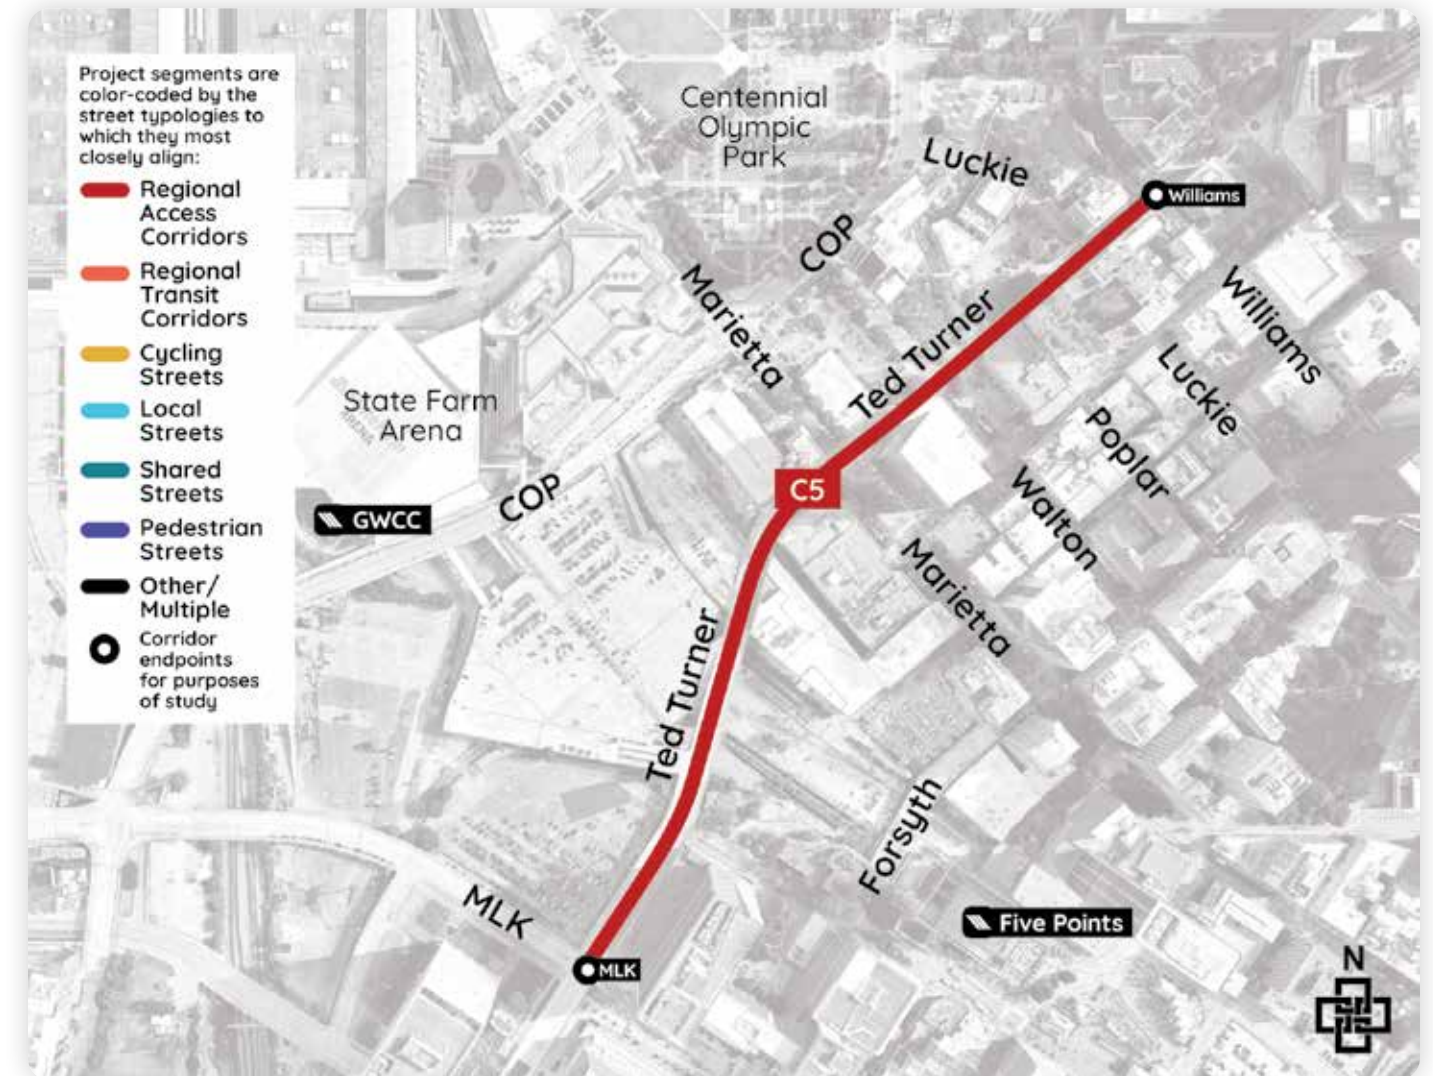 Project segments are
color-coded by the
street typologies to
which they most
closely align:
Regional
Access
Corridors
Regional
Transit
Corridors
Cycling
Streets
Local
Streets
Shared
Streets
Pedestrian
Streets
Other/
Multiple
Corridor
endpoints
for purposes
of study
Centennial
Olympic
Park
Luckie
Williams
COP
Marietta
Williams
Ted Turner
Luckie
State Farm
Arena
Poplar
C5
Walton
COP
GWCC
Marietta
Ted Turner
Forsyth
MLK
Five Points
MLK
N